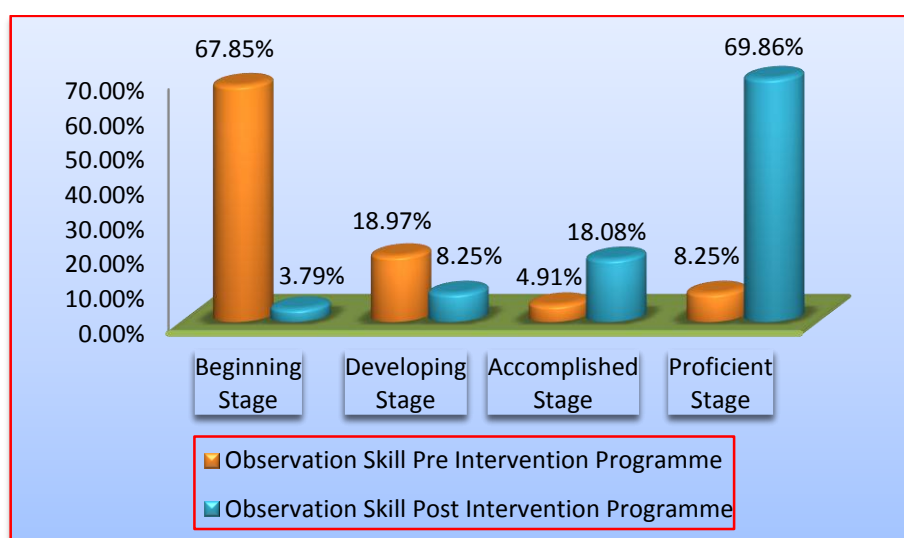 67.85%
69.86%
70.00%
60.00%
50.00%
40.00%
30.00%
20.00%
10.00%
0.00%
3.79%
18.97%
8.25%
4.91%
18.08%
8.25%
Beginning
Stage
Developing
Stage
Accomplished
Stage
Proficient
Stage
Observation Skill Pre Intervention Programme
Observation Skill Post Intervention Programme